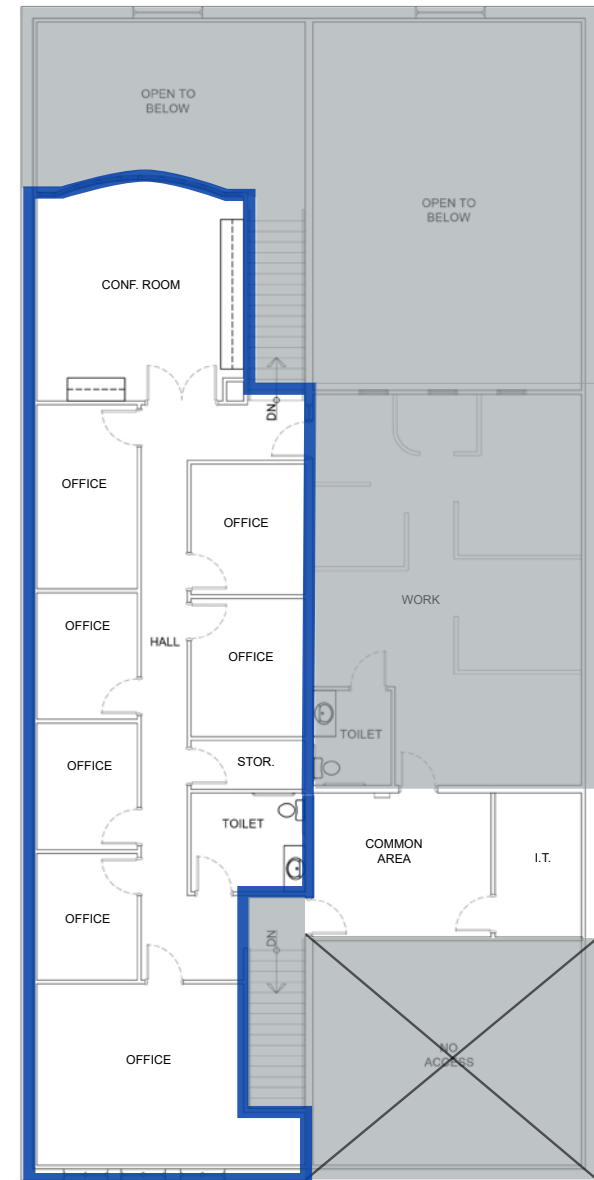 OPEN TO
BELOW
OPEN TO
BELOW
CONF. ROOM
DN
OFFICE
OFFICE
WORK
OFFICE
HALL
OFFICE
TOILET
OFFICE
STOR.
TOILET
COMMON
AREA
I.T.
OFFICE
DN
NO
ACCESS
OFFICE